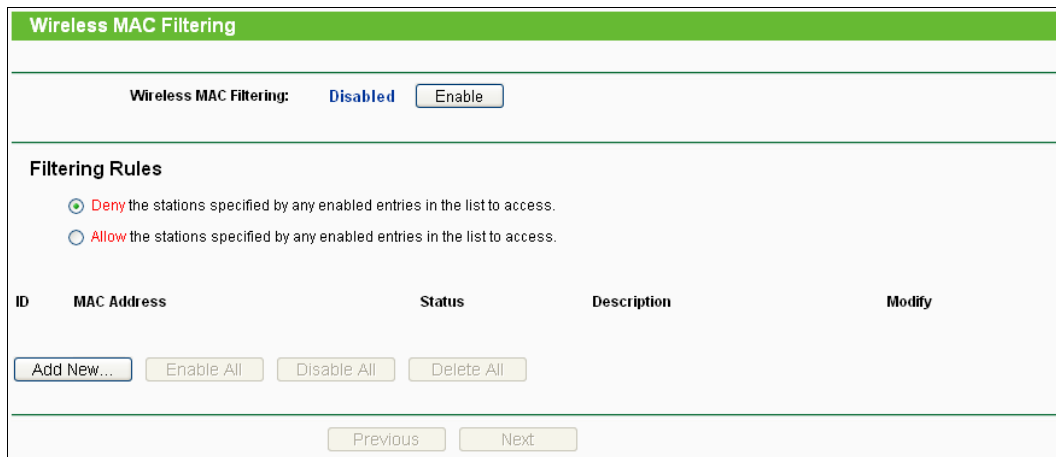 Wireless MAC Filtering
Wireless MAC Filtering: Disabled Enable
Filtering Rules
Deny the stations specified by any enabled entries in the list to access.
Allow the stations specified by any enabled entries in the list to access.
ID MAC Address Status Description Modify
Add New... Enable All Disable All Delete All
Previous Next